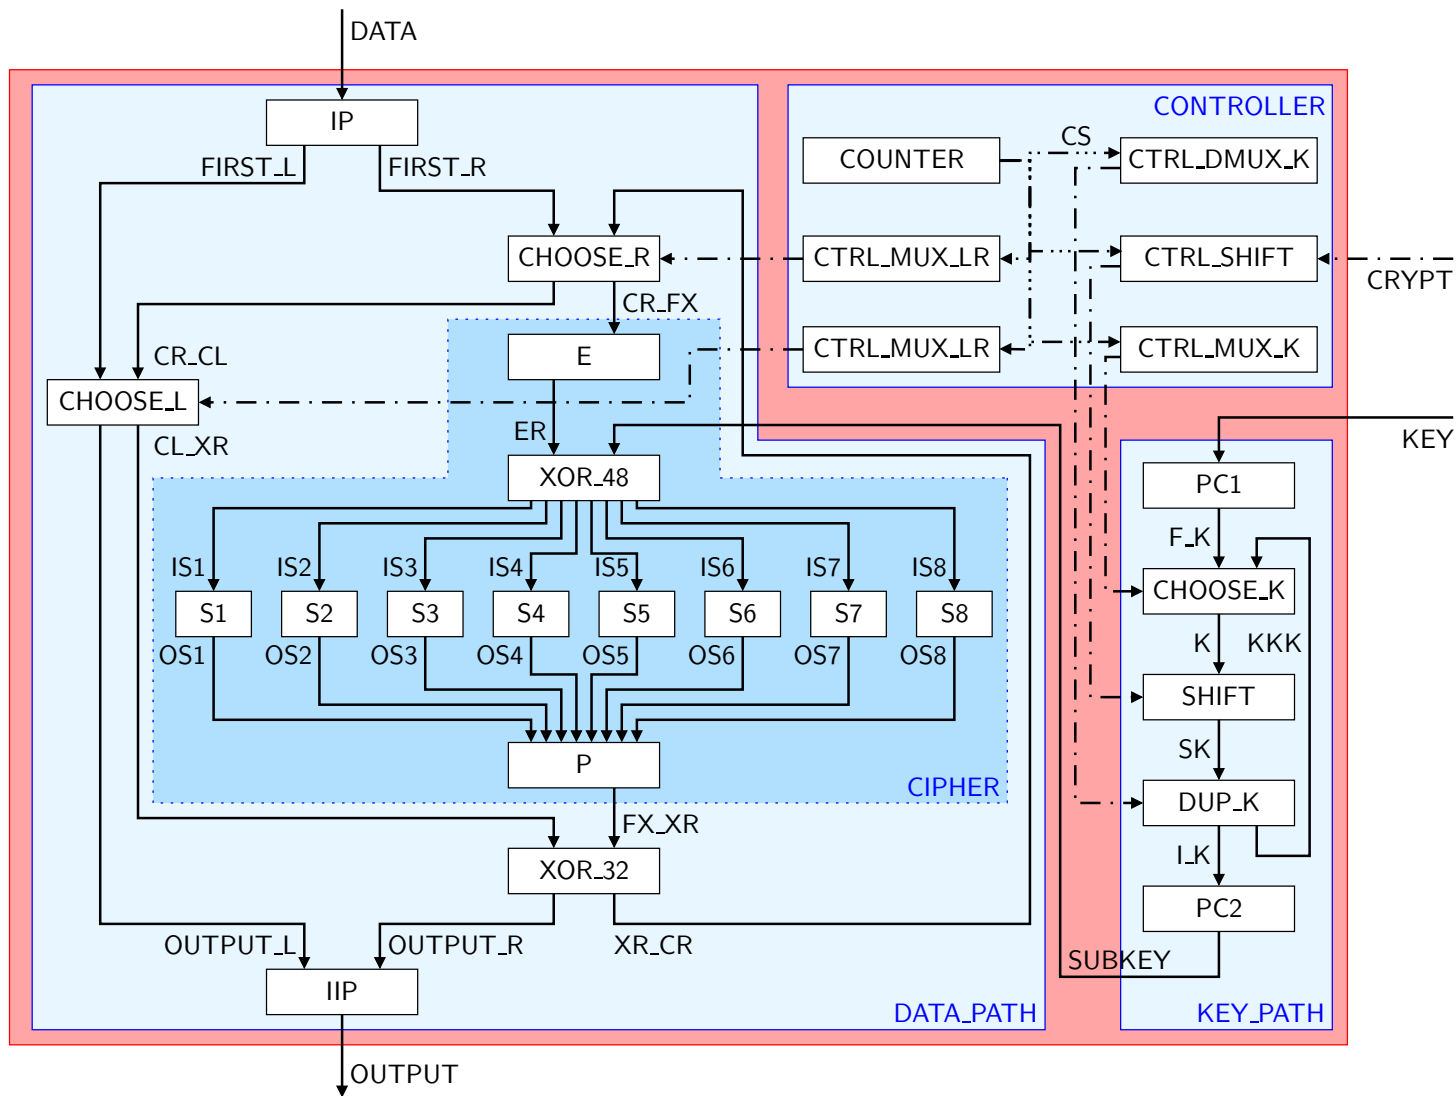 DATA
IP
CONTROLLER
CS
COUNTER
CTRL_DMUX_K
FIRST_L
FIRST_R
CHOOSE_R
CTRL_MUX_LR
CTRL_SHIFT
CRYPT
CR_FX
CR_CL
E
CTRL_MUX_LR
CTRL_MUX_K
CHOOSE_L
CL_XR
ER
KEY
XOR_48
PC1
F_K
IS1
IS2
IS3
IS4
IS5
IS6
IS7
IS8
CHOOSE_K
S1
S2
S3
S4
S5
S6
S7
S8
OS1
OS2
OS3
OS4
OS5
OS6
OS7
OS8
K
KKK
SHIFT
SK
P
CIPHER
DUP_K
FX_XR
I_K
XOR_32
PC2
OUTPUT_L
OUTPUT_R
XR_CR
SUBKEY
IIP
DATA_PATH
KEY_PATH
OUTPUT